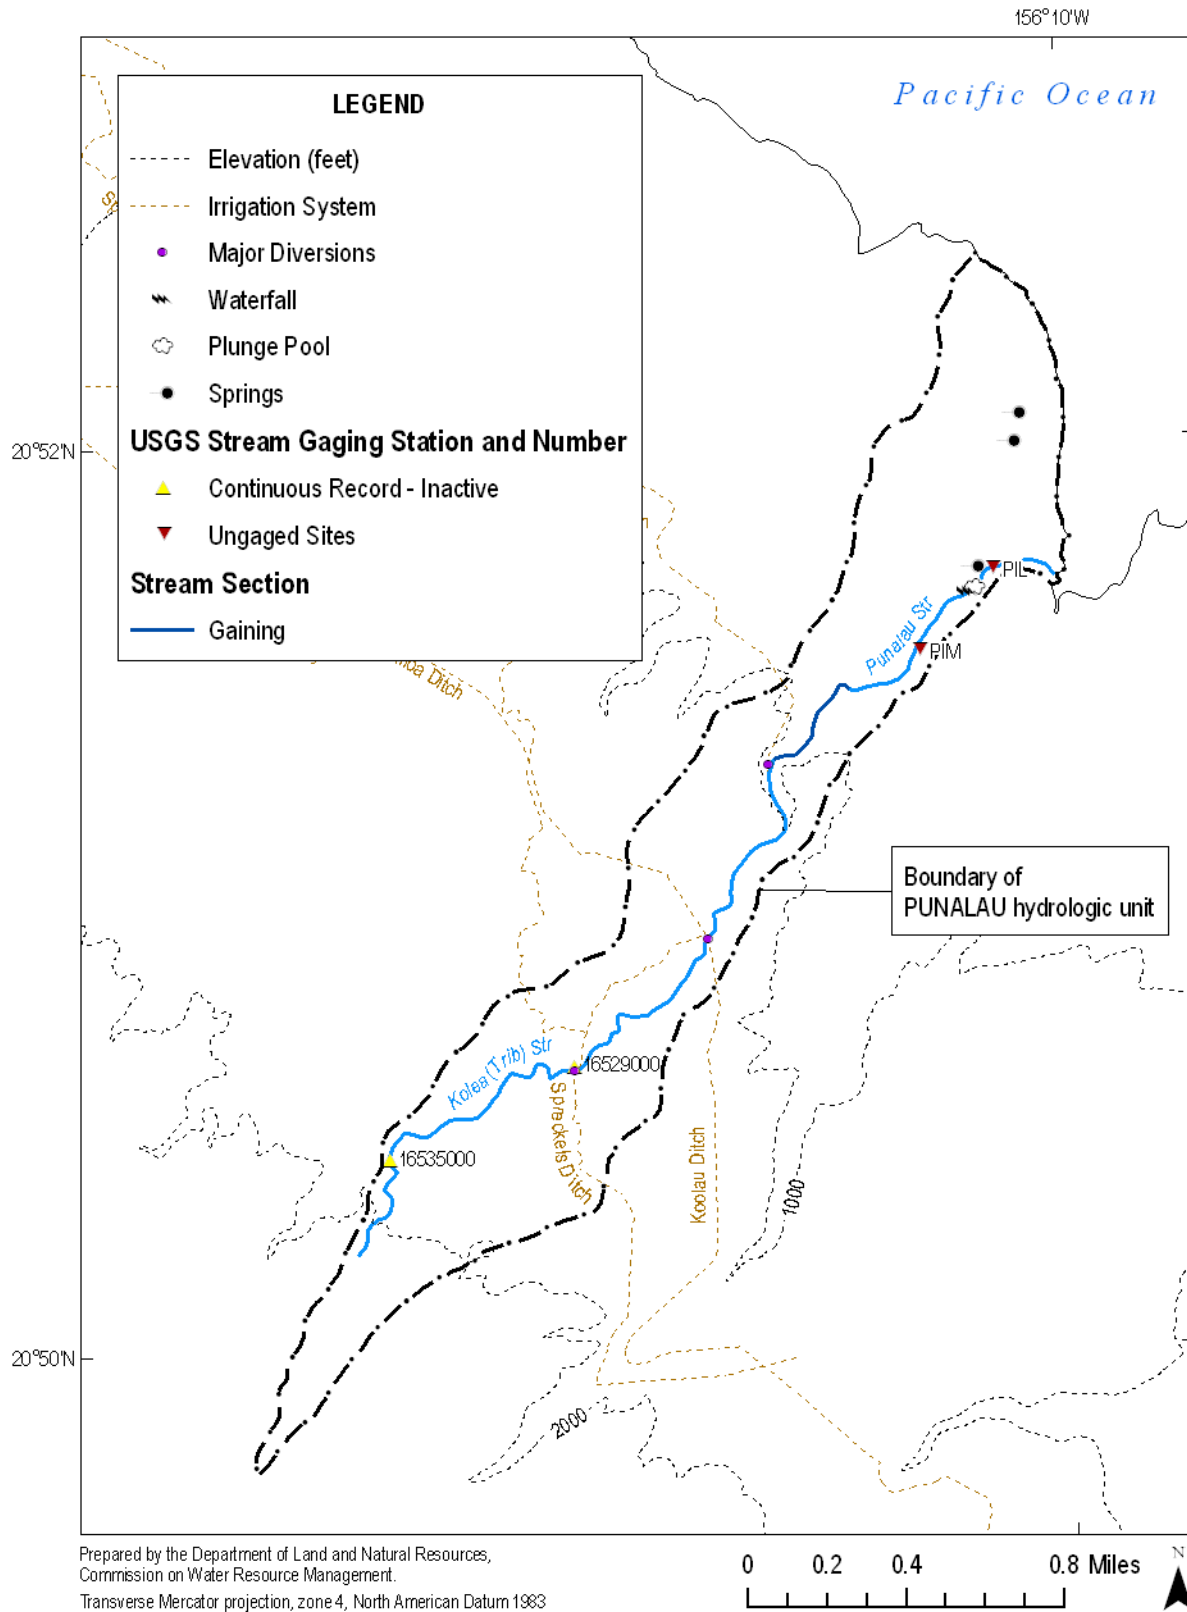 156°10'W
Pacific Ocean
LEGEND
Elevation (feet)
Irrigation System
Major Diversions
Waterfall
Plunge Pool
Springs
USGS Stream Gaging Station and Number
Continuous Record - Inactive
Ungaged Sites
Stream Section
Gaining
20°52'N
PIL
Punalau Str
PIM
Ditch
Boundary of
PUNALAU hydrologic unit
Kolea (Trib) Str
16529000
Spreckels Ditch
16535000
Koolau Ditch
1000
20°50'N
2000
Prepared by the Department of Land and Natural Resources,
Commission on Water Resource Management.
Transverse Mercator projection, zone 4, North American Datum 1983
0 0.2 0.4 0.8 Miles
N